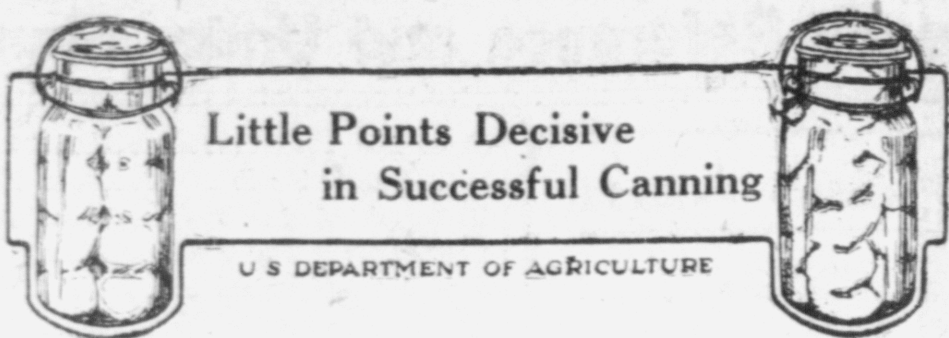 Little Points Decisive
in Successful Canning
U S DEPARTMENT OF AGRICULTURE